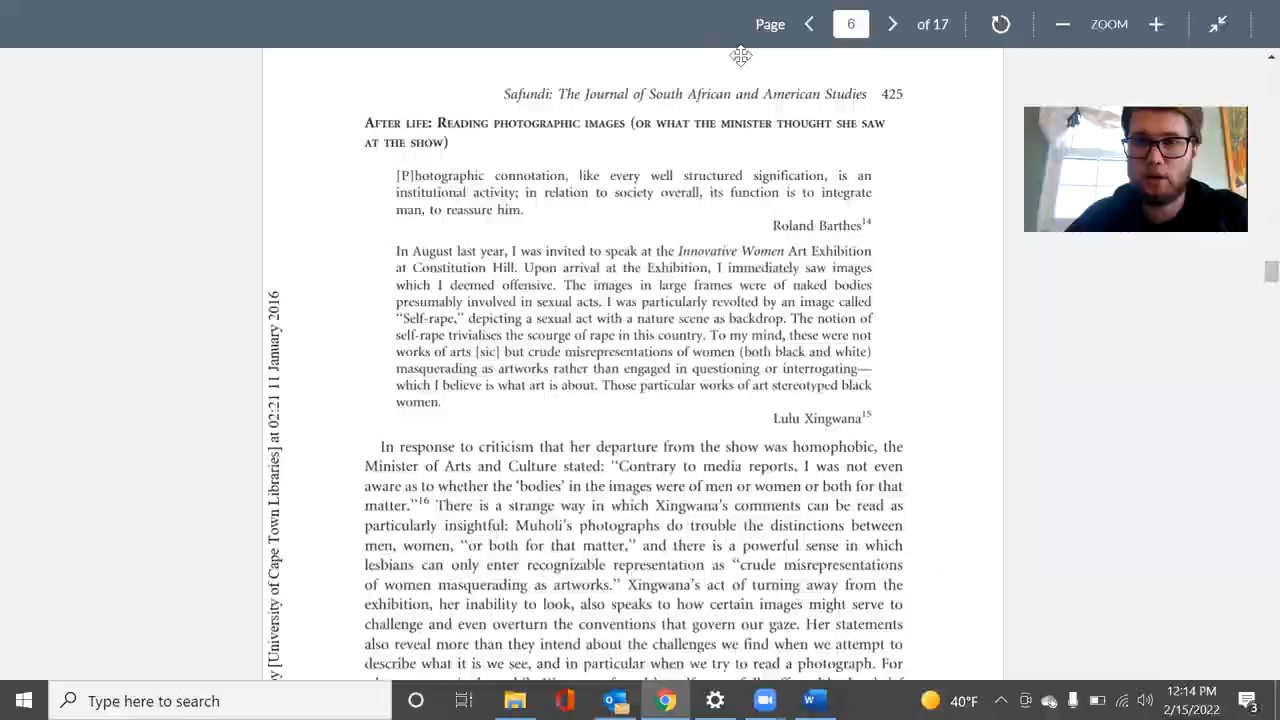 Page 6 of 17 ZOOM
Safundi: The Journal of South African and American Studies 425
AFTER LIFE: READING PHOTOGRAPHIC IMAGES (OR WHAT THE MINISTER THOUGHT SHE SAW
AT THE SHOW)
[P]hotographic connotation, like every well structured signification, is an
institutional activity; in relation to society overall, its function is to integrate
man, to reassure him.
Roland Barthes14
In August last year, I was invited to speak at the Innovative Women Art Exhibition
at Constitution Hill. Upon arrival at the Exhibition, I immediately saw images
which I deemed offensive. The images in large frames were of naked bodies
presumably involved in sexual acts. I was particularly revolted by an image called
“Self-rape,” depicting a sexual act with a nature scene as backdrop. The notion of
self-rape trivialises the scourge of rape in this country. To my mind, these were not
works of arts [sic] but crude misrepresentations of women (both black and white)
masquerading as artworks rather than engaged in questioning or interrogating—
which I believe is what art is about. Those particular works of art stereotyped black
women.
Lulu Xingwana15
In response to criticism that her departure from the show was homophobic, the
Minister of Arts and Culture stated: “Contrary to media reports, I was not even
aware as to whether the ‘bodies’ in the images were of men or women or both for that
matter.”16 There is a strange way in which Xingwana’s comments can be read as
particularly insightful: Muholi’s photographs do trouble the distinctions between
men, women, “or both for that matter,” and there is a powerful sense in which
lesbians can only enter recognizable representation as “crude misrepresentations
of women masquerading as artworks.” Xingwana’s act of turning away from the
exhibition, her inability to look, also speaks to how certain images might serve to
challenge and even overturn the conventions that govern our gaze. Her statements
also reveal more than they intend about the challenges we find when we attempt to
describe what it is we see, and in particular when we try to read a photograph. For
y [University of Cape Town Libraries] at 02:21 11 January 2016
Type here to search
40°F
12:14 PM
2/15/2022
3